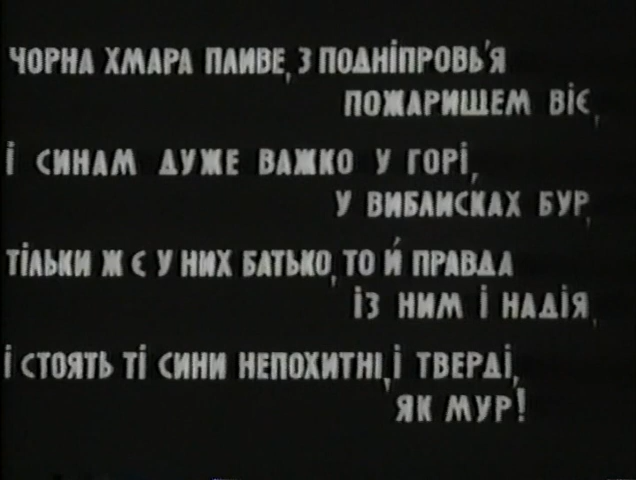 ЧОРНА ХМАРА ПЛИВЕ, З ПОДНІПРОВЬ'Я
ПОЖАРИЩЕМ ВІЄ,
І СИНАМ ДУЖЕ ВАЖКО У ГОРІ,
У ВИБЛИСКАХ БУР,
ТІЛЬКИ Ж Є У НИХ БАТЬКО, ТО Й ПРАВДА
ІЗ НИМ І НАДІЯ,
І СТОЯТЬ ТІ СИНИ НЕПОХИТНІ, І ТВЕРДІ,
ЯК МУР!